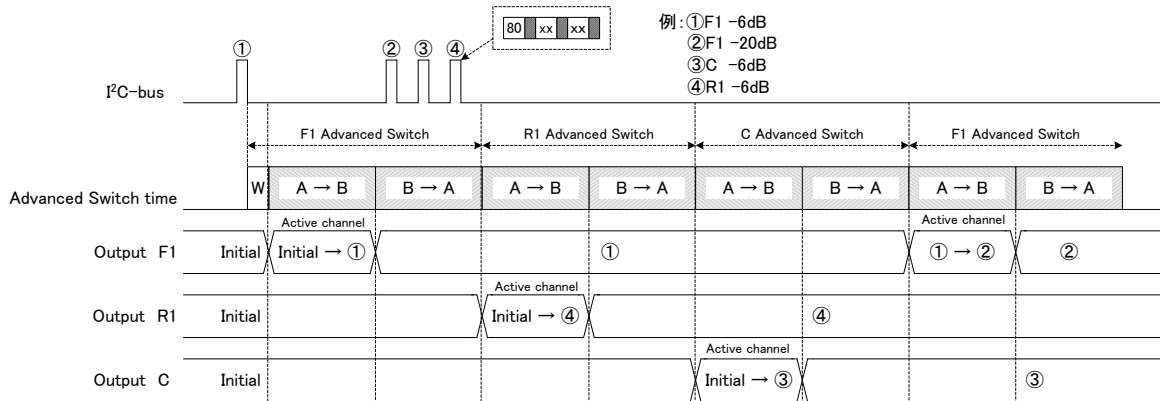 80 xx xx
例:①F1 -6dB
②F1 -20dB
③C -6dB
④R1 -6dB
① ② ③ ④
I²C-bus
F1 Advanced Switch R1 Advanced Switch C Advanced Switch F1 Advanced Switch
Advanced Switch time W A → B B → A A → B B → A A → B B → A A → B B → A
Active channel Active channel
Output F1 Initial Initial → ① ① ① → ② ②
Active channel
Output R1 Initial Initial → ④ ④
Active channel
Output C Initial Initial → ③ ③